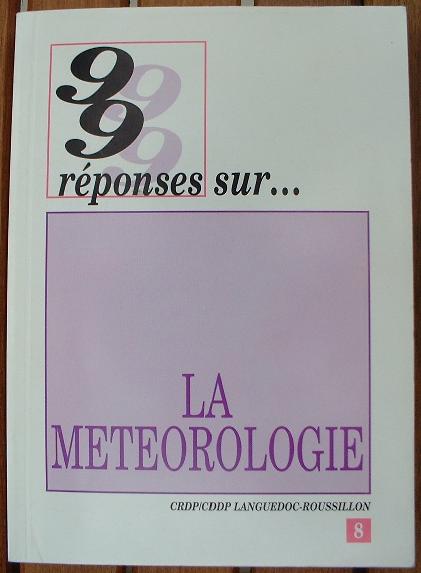 99
réponses sur...
LA
METEOROLOGIE
CRDP/CDDP LANGUEDOC-ROUSSILLON
8